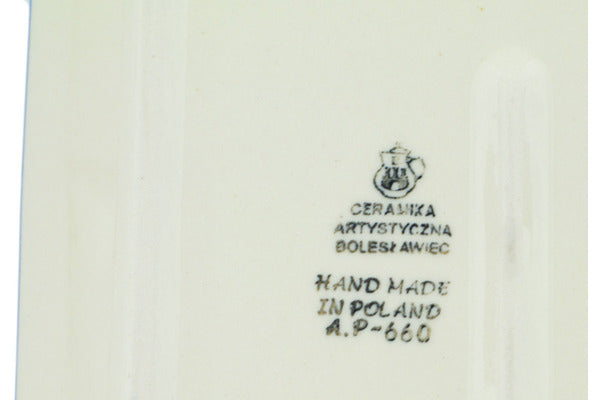 CERAMIKA
ARTYSTYCZNA
BOLESŁAWIEC
HAND MADE
IN POLAND
A.P-660